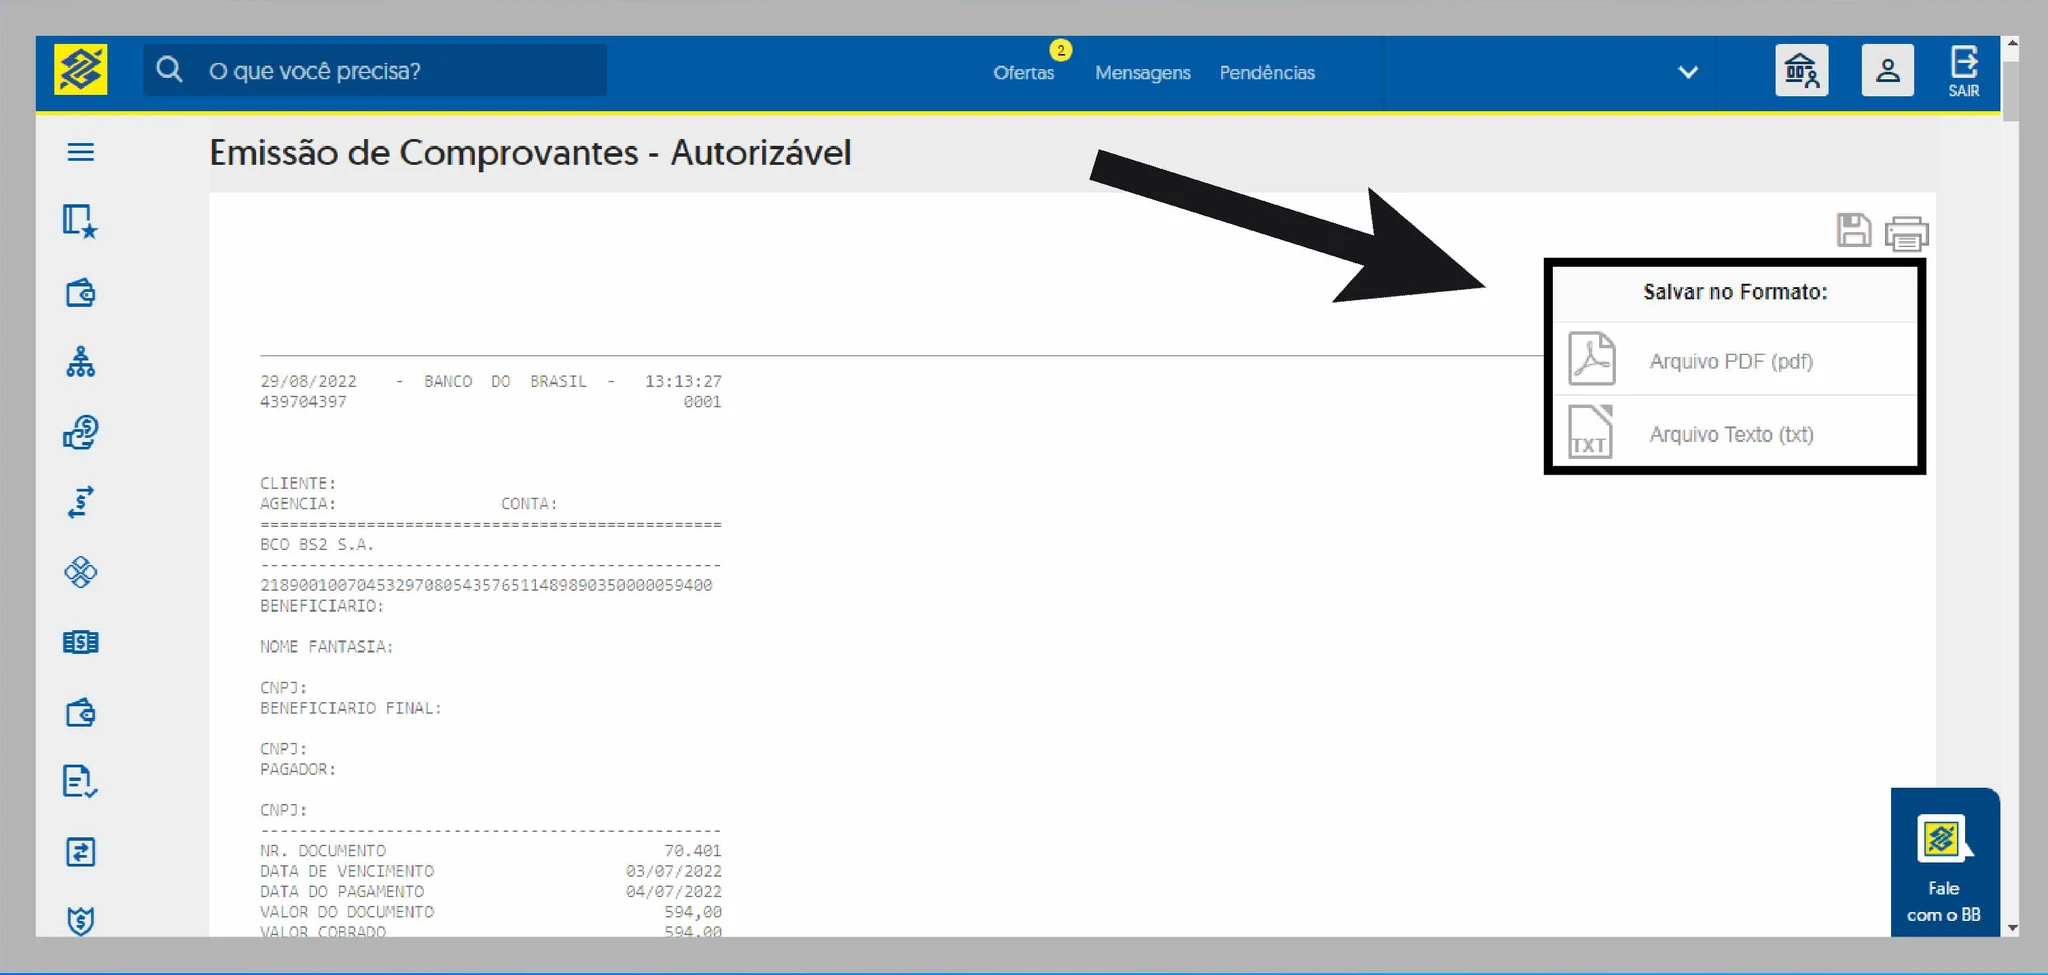 O que você precisa?
Ofertas
2
Mensagens
Pendências
SAIR
Emissão de Comprovantes - Autorizável
Salvar no Formato:
Arquivo PDF (pdf)
TXT
Arquivo Texto (txt)
29/08/2022 - BANCO DO BRASIL - 13:13:27
439704397 0001
CLIENTE:
AGENCIA: CONTA:
================================================
BCO BS2 S.A.
------------------------------------------------
21890010070453297080543576511489890350000059400
BENEFICIARIO:
NOME FANTASIA:
CNPJ:
BENEFICIARIO FINAL:
CNPJ:
PAGADOR:
CNPJ:
------------------------------------------------
NR. DOCUMENTO 70.401
DATA DE VENCIMENTO 03/07/2022
DATA DO PAGAMENTO 04/07/2022
VALOR DO DOCUMENTO 594,00
VALOR COBRADO 594,00
Fale
com o BB